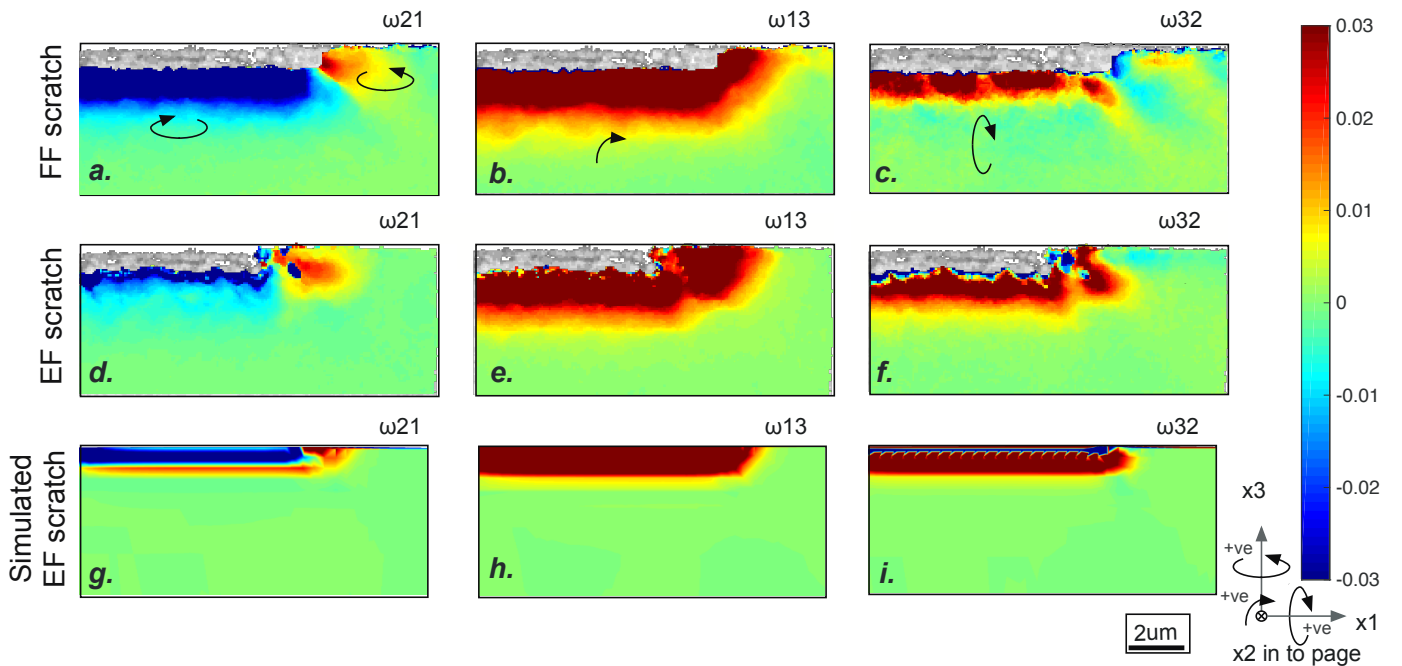 ω21
ω13
ω32
0.03
FF scratch
a.
b.
c.
0.02
ω21
ω13
ω32
0.01
EF scratch
0
d.
e.
f.
-0.01
ω21
ω13
ω32
-0.02
Simulated
EF scratch
g.
h.
i.
-0.03
x3
+ve
+ve
+ve
x1
x2 in to page
2um